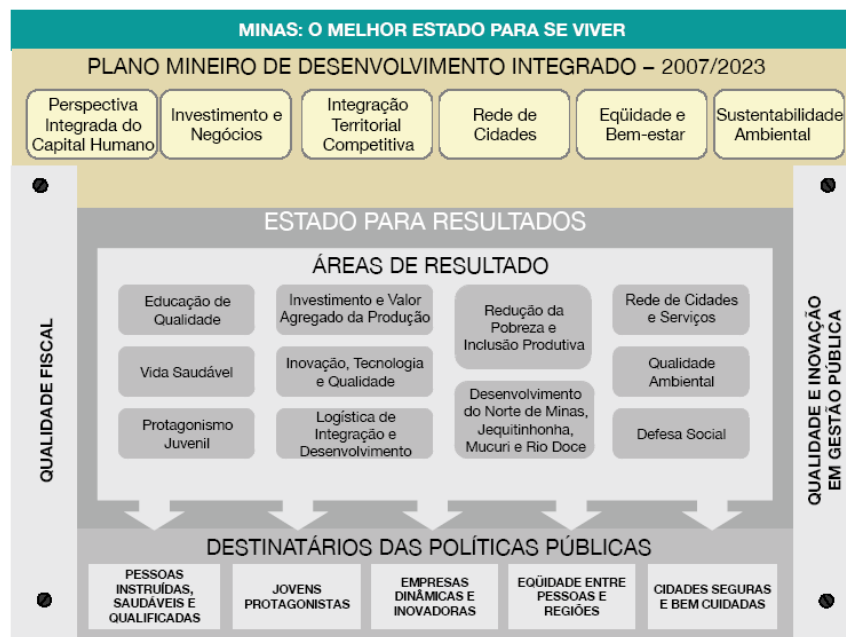 MINAS: O MELHOR ESTADO PARA SE VIVER
PLANO MINEIRO DE DESENVOLVIMENTO INTEGRADO – 2007/2023
Perspectiva
Integrada do
Capital Humano
Investimento e
Negócios
Integração
Territorial
Competitiva
Rede de
Cidades
Eqüidade e
Bem-estar
Sustentabilidade
Ambiental
QUALIDADE FISCAL
ESTADO PARA RESULTADOS
ÁREAS DE RESULTADO
Educação de
Qualidade
Vida Saudável
Protagonismo
Juvenil
Investimento e Valor
Agregado da Produção
Inovação, Tecnologia
e Qualidade
Logística de
Integração e
Desenvolvimento
Redução da
Pobreza e
Inclusão Produtiva
Desenvolvimento
do Norte de Minas,
Jequitinhonha,
Mucuri e Rio Doce
Rede de Cidades
e Serviços
Qualidade
Ambiental
Defesa Social
QUALIDADE E INOVAÇÃO
EM GESTÃO PÚBLICA
DESTINATÁRIOS DAS POLÍTICAS PÚBLICAS
PESSOAS
INSTRUÍDAS,
SAUDÁVEIS E
QUALIFICADAS
JOVENS
PROTAGONISTAS
EMPRESAS
DINÂMICAS E
INOVADORAS
EQÜIDADE ENTRE
PESSOAS E
REGIÕES
CIDADES SEGURAS
E BEM CUIDADAS